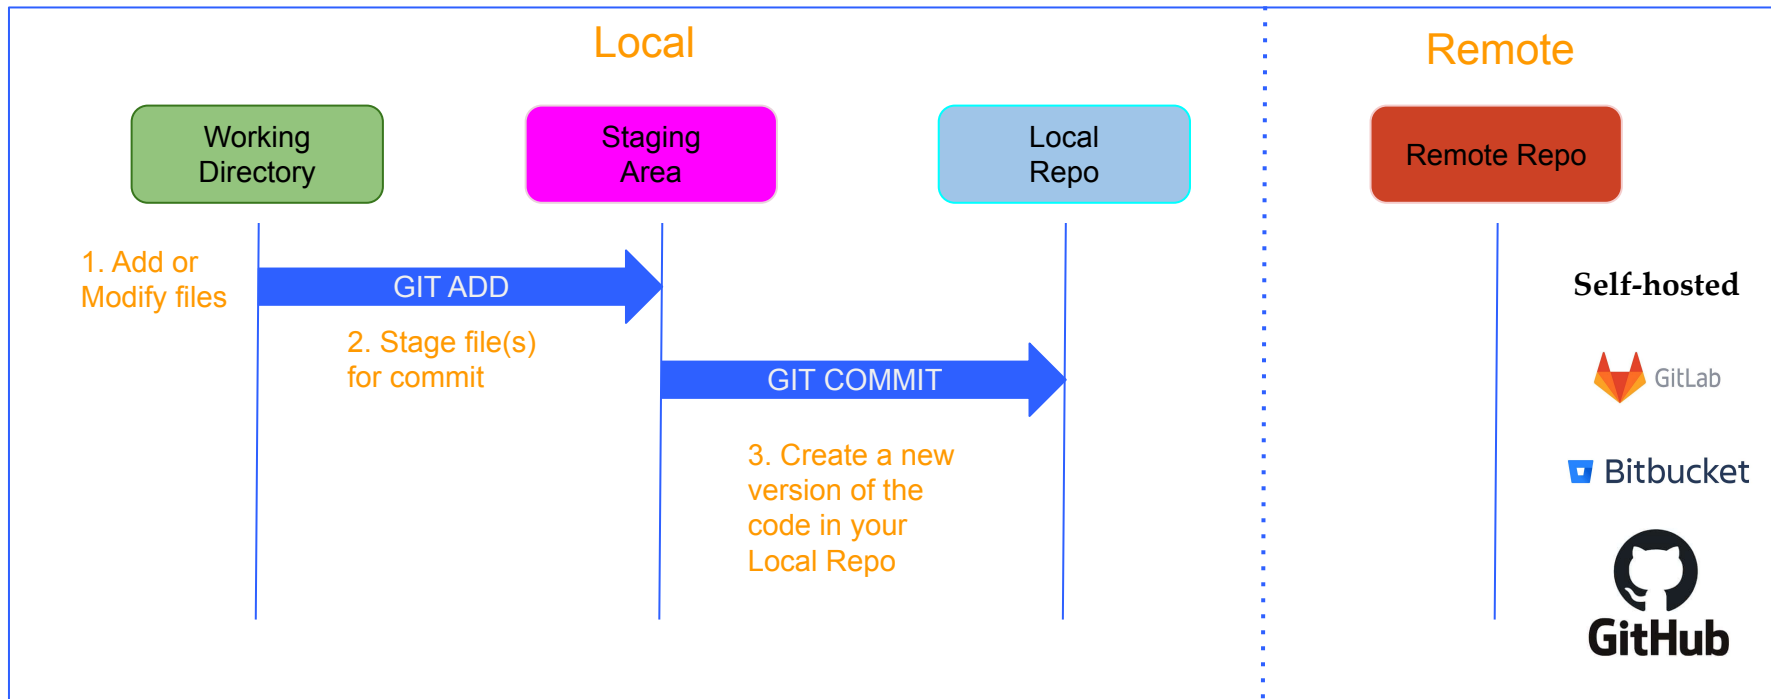 Local
Remote
Working
Directory
Staging
Area
Local
Repo
Remote Repo
1. Add or
Modify files
GIT ADD
2. Stage file(s)
for commit
GIT COMMIT
3. Create a new
version of the
code in your
Local Repo
Self-hosted
GitLab
Bitbucket
GitHub